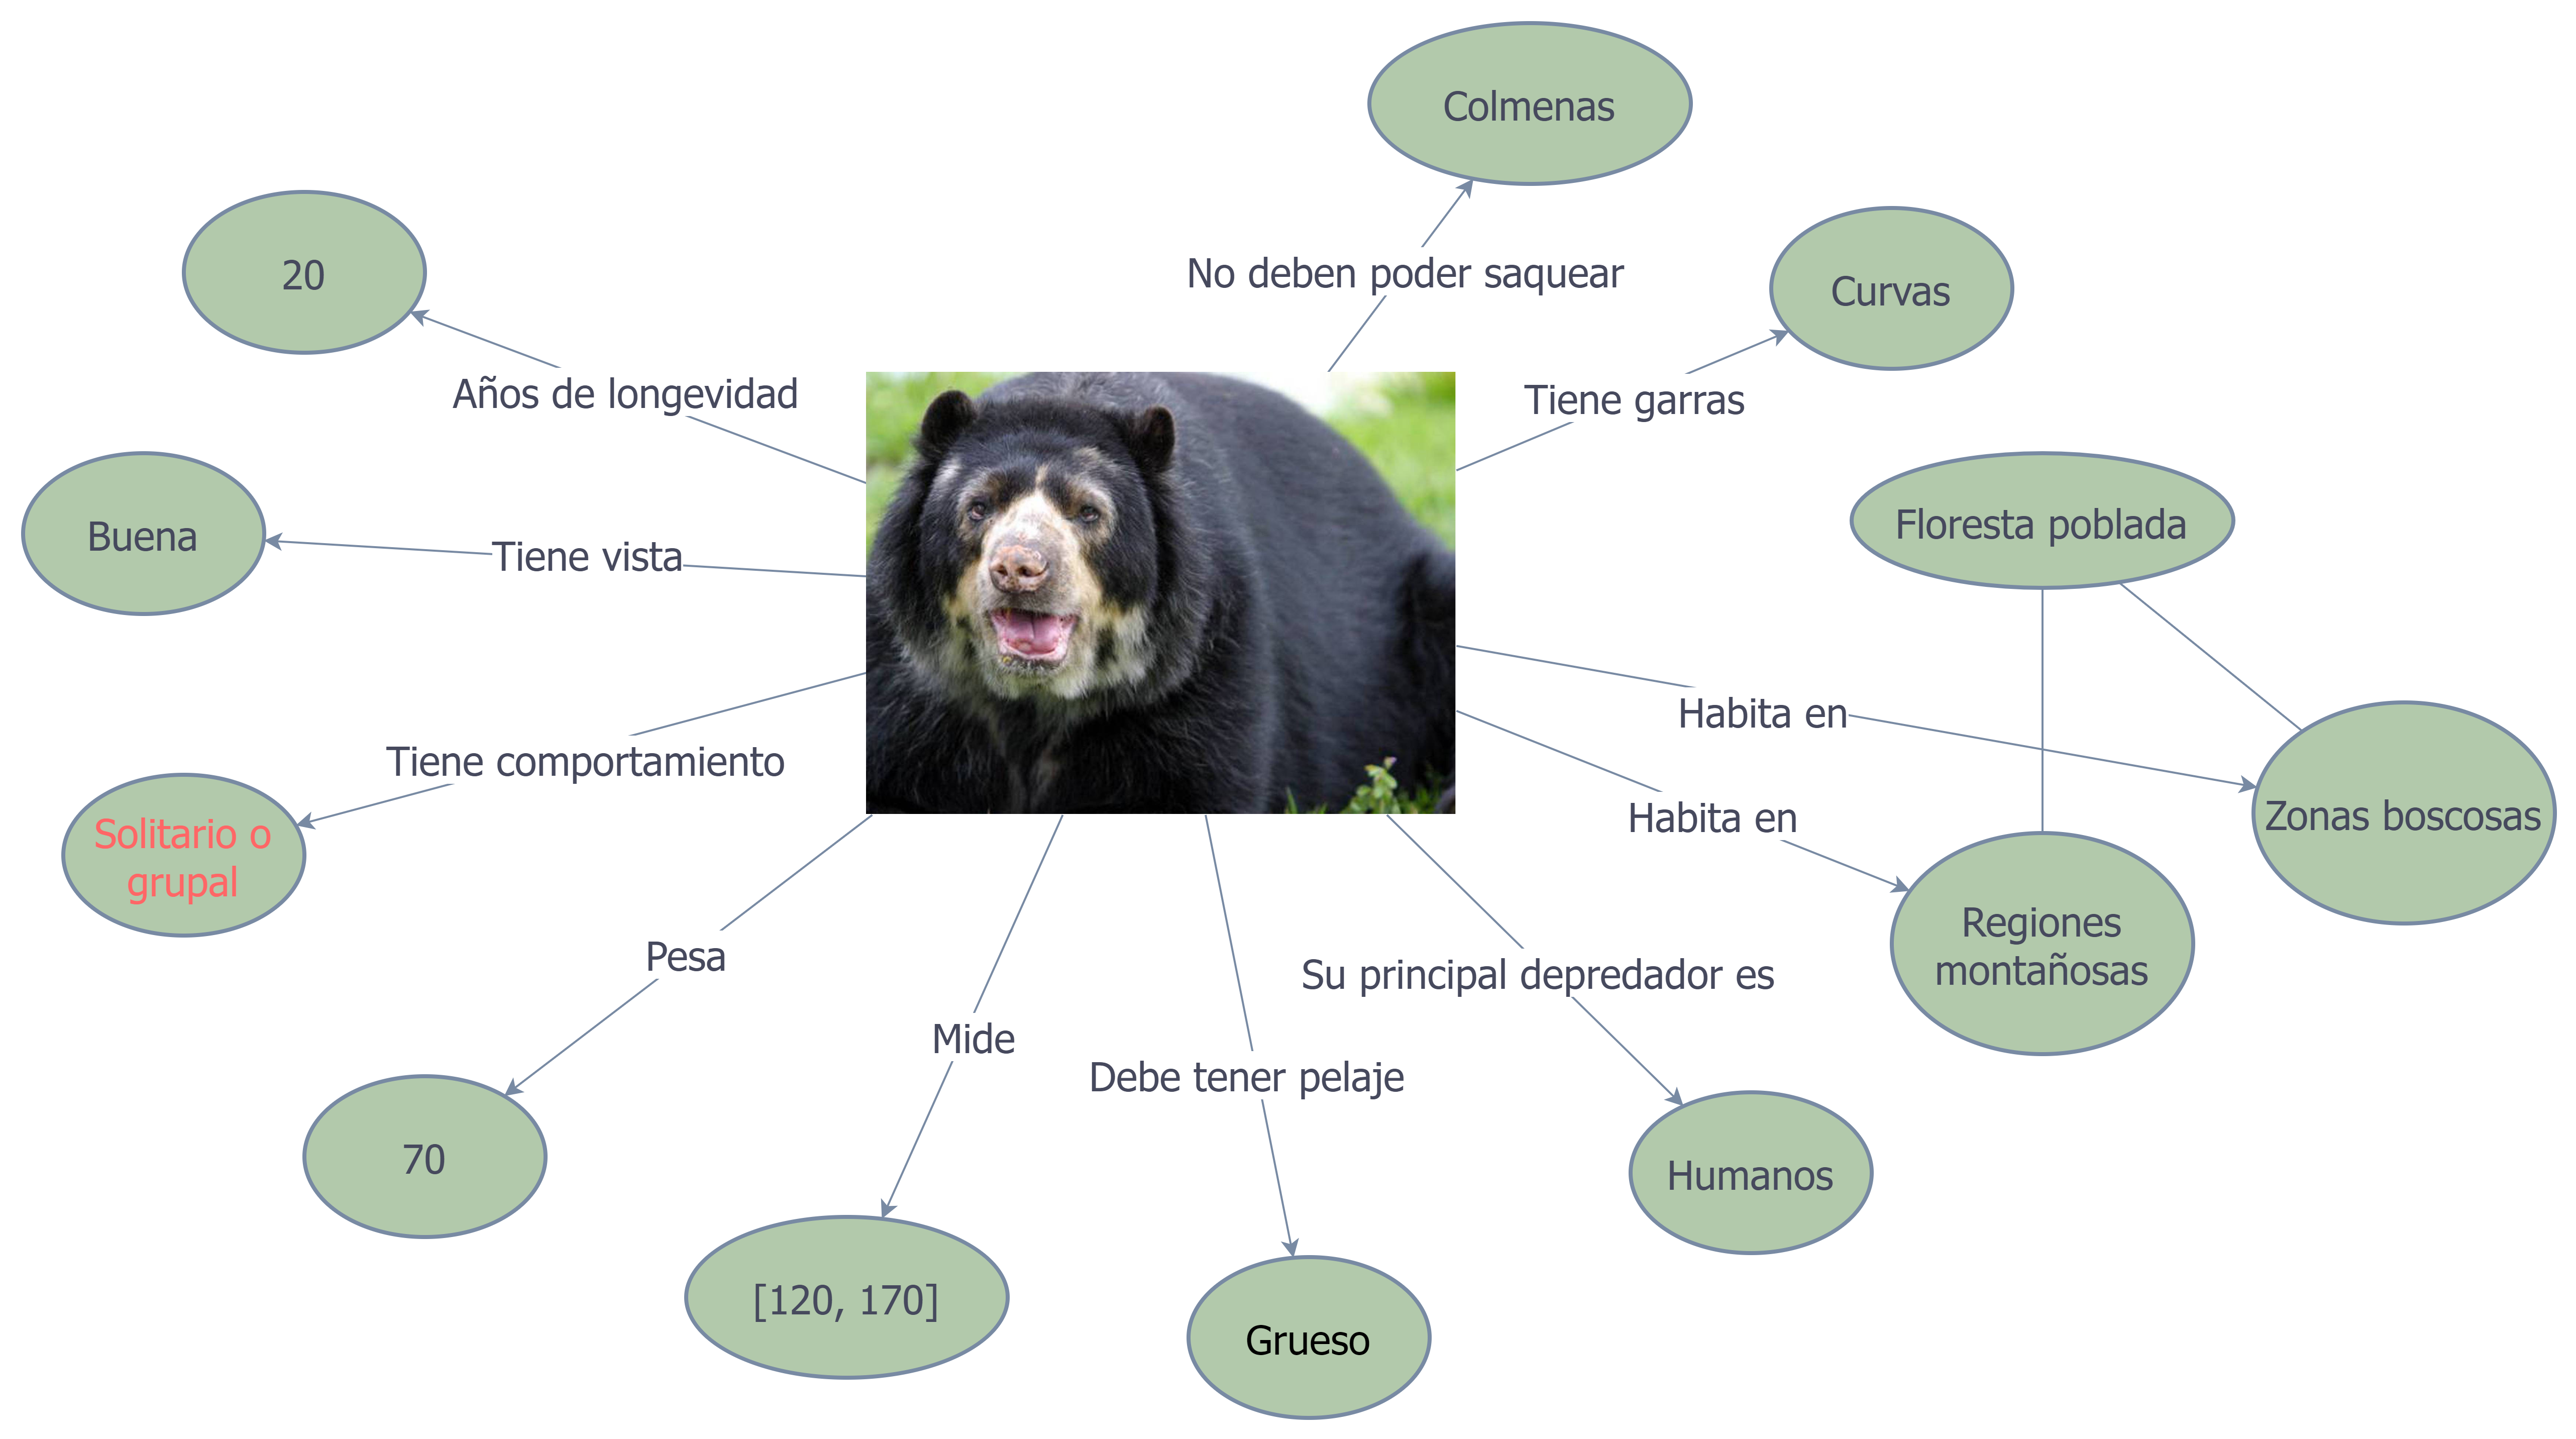 Colmenas
No deben poder saquear
20
Curvas
Años de longevidad
Tiene garras
Buena
Tiene vista
Floresta poblada
Tiene comportamiento
Habita en
Solitario o
grupal
Habita en
Zonas boscosas
Regiones
montañosas
Pesa
Su principal depredador es
Mide
Debe tener pelaje
70
Humanos
[120, 170]
Grueso